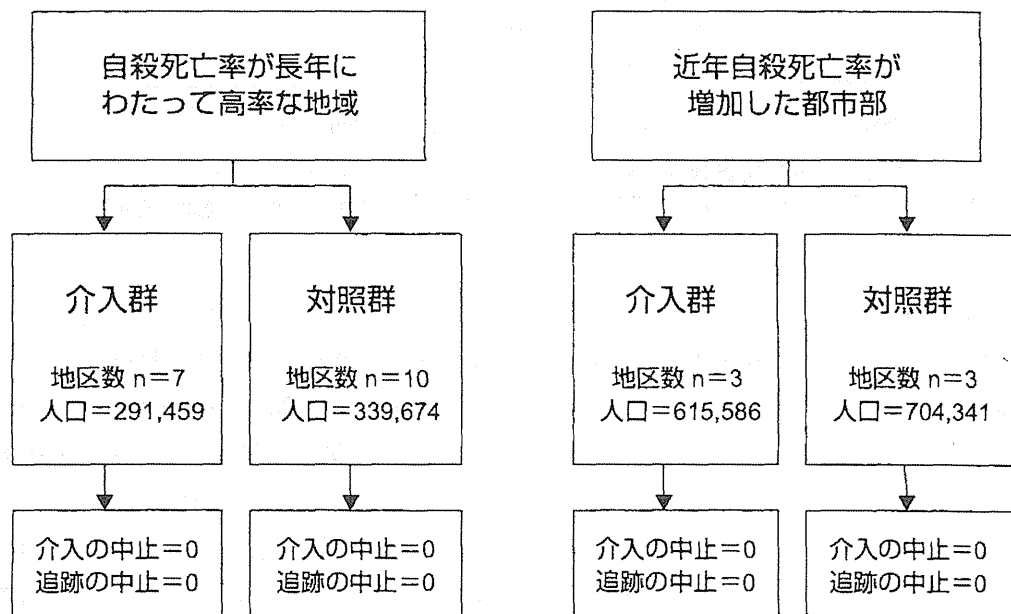 自殺死亡率が長年に
わたって高率な地域
介入群
地区数 n=7
人口=291,459
介入の中止=0
追跡の中止=0
対照群
地区数 n=10
人口=339,674
介入の中止=0
追跡の中止=0
近年自殺死亡率が
増加した都市部
介入群
地区数 n=3
人口=615,586
介入の中止=0
追跡の中止=0
対照群
地区数 n=3
人口=704,341
介入の中止=0
追跡の中止=0